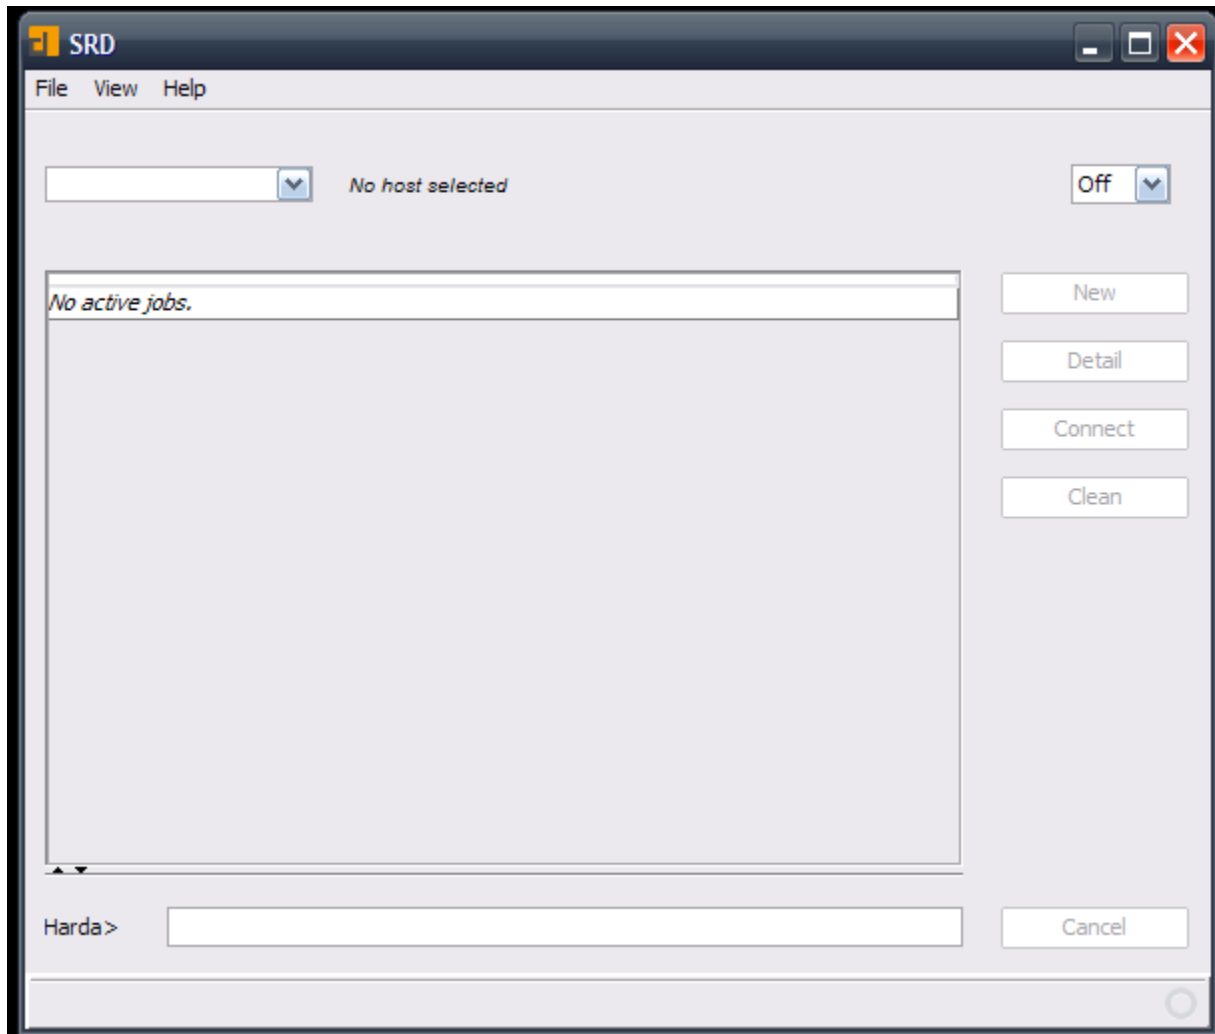 SRD
File View Help
No host selected
Off
No active jobs.
New
Detail
Connect
Clean
Harda>
Cancel